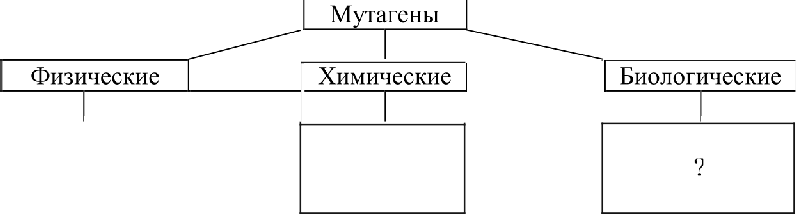 Мутагены
Физические
Химические
Биологические
?